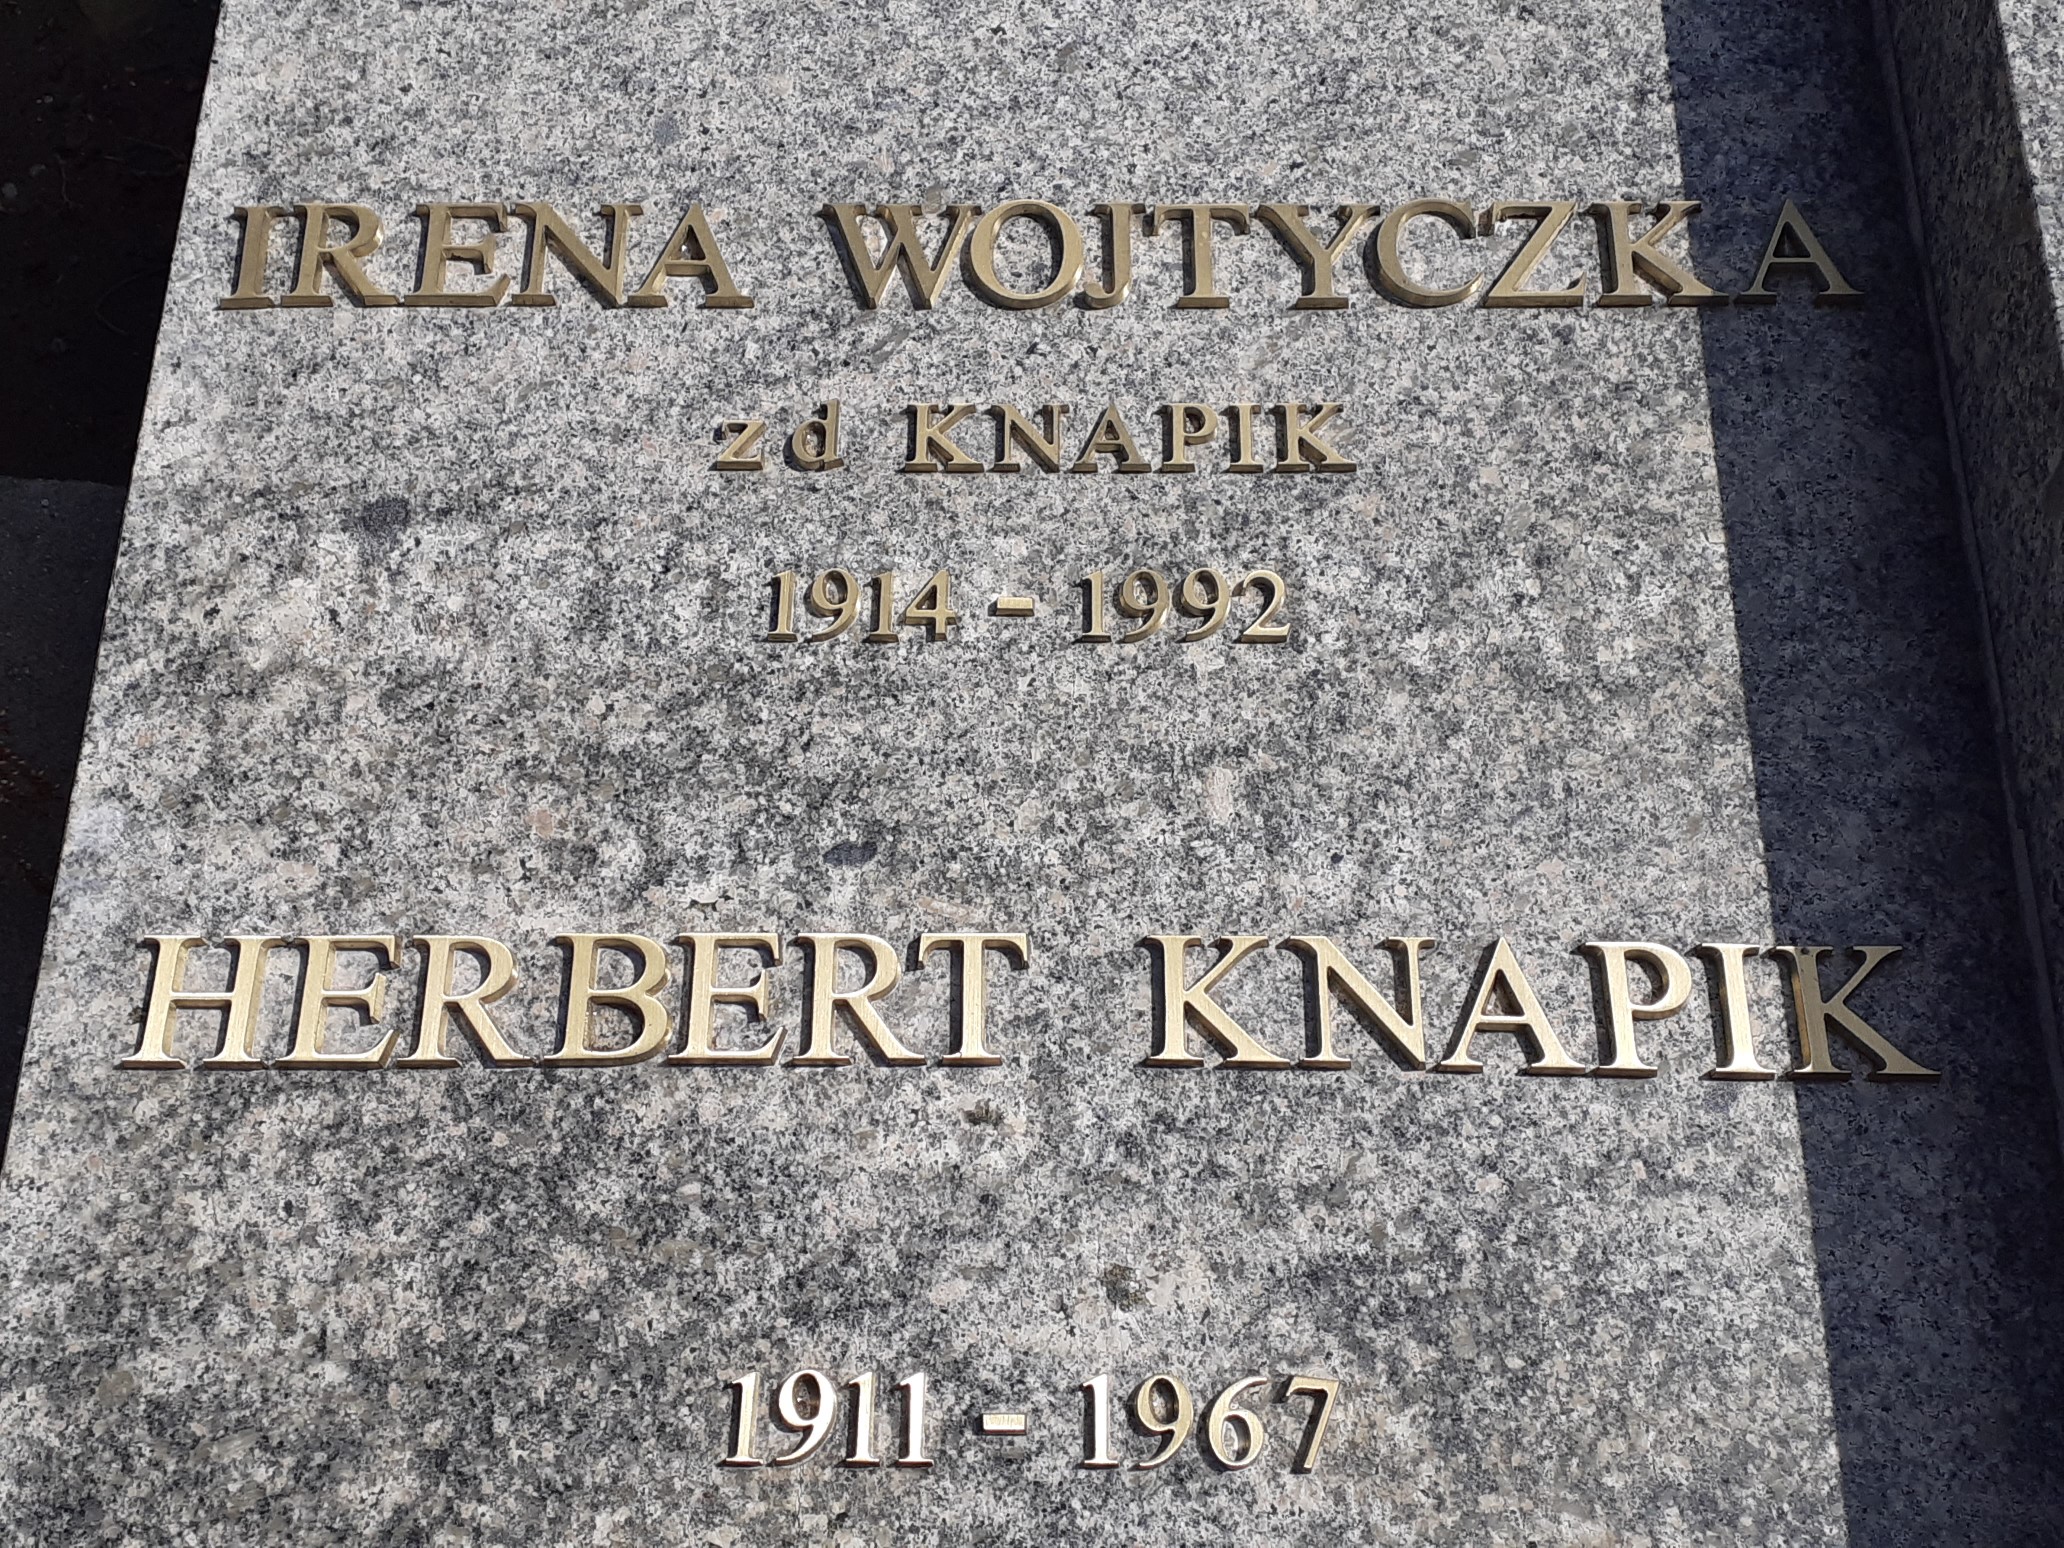 IRENA WOJTYCZKA
zd KNAPIK
1914 - 1992
HERBERT KNAPIK
1911 - 1967